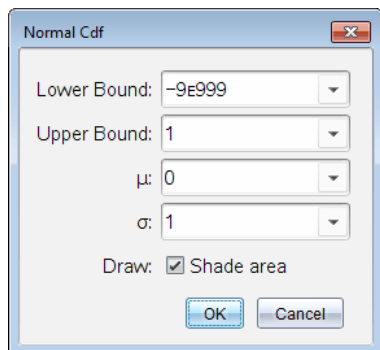 Normal Cdf
Lower Bound: -9E999
Upper Bound: 1
μ: 0
σ: 1
Draw: Shade area
OK Cancel